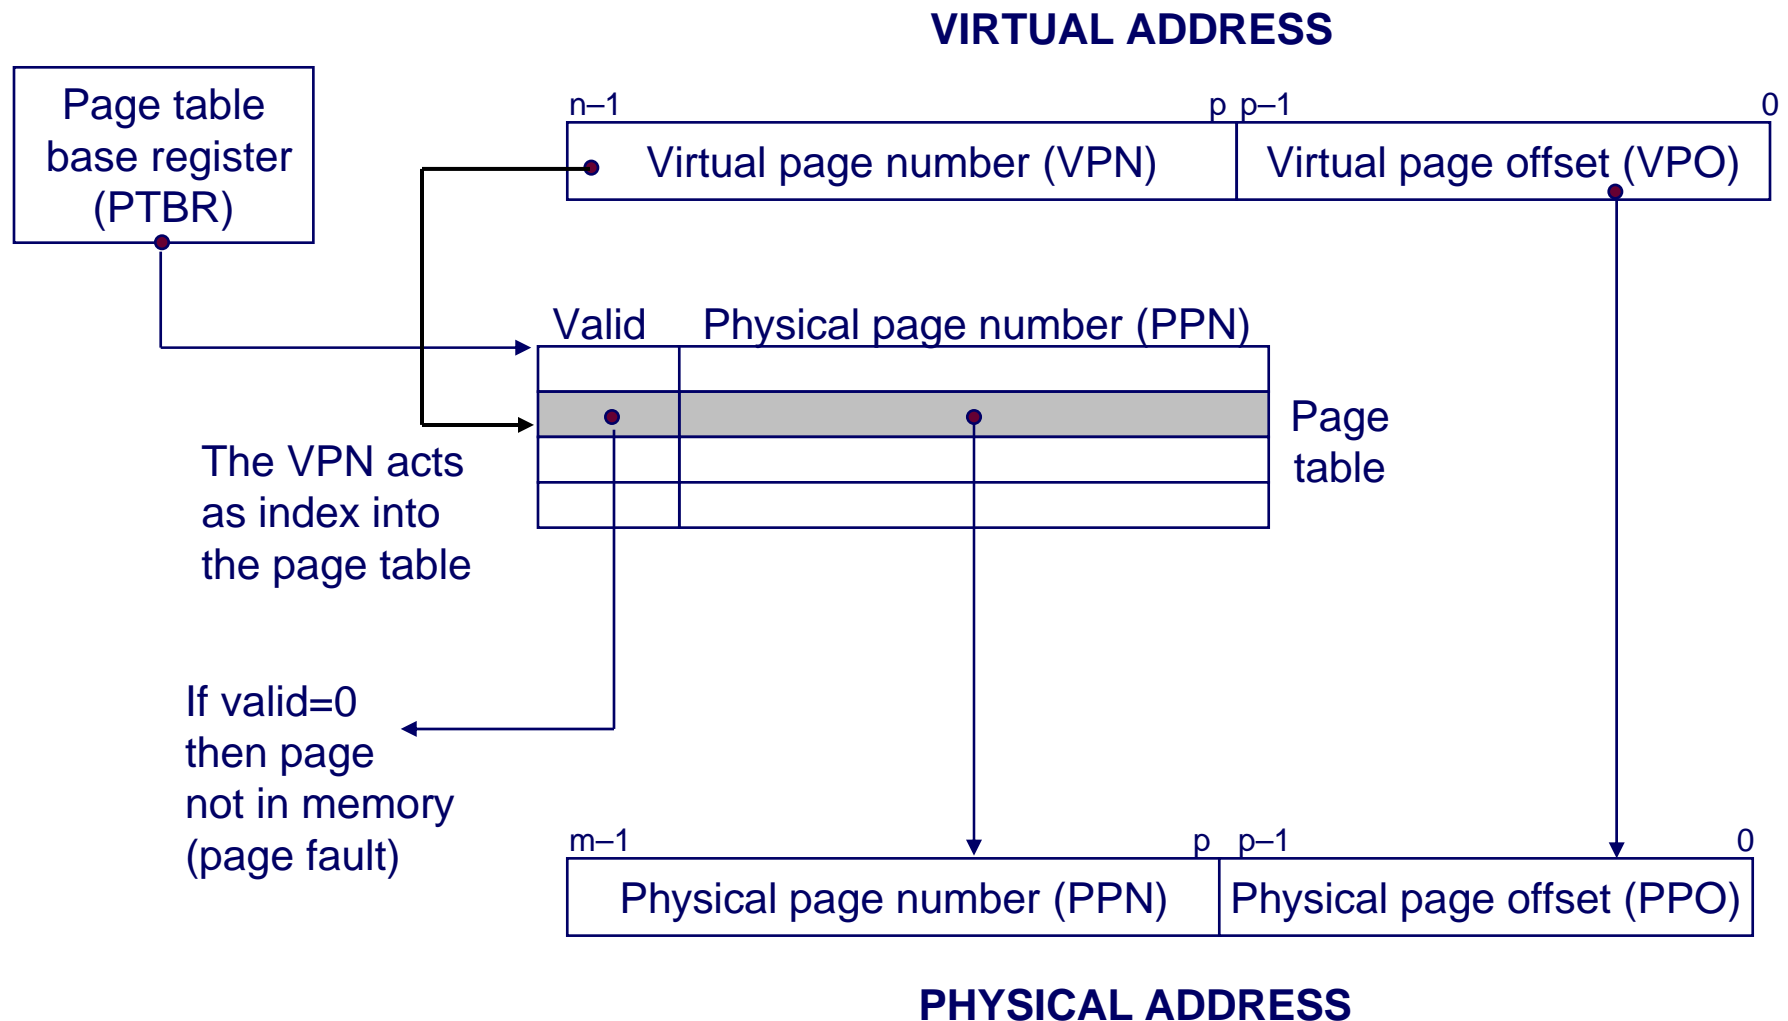 VIRTUAL ADDRESS
Page table
base register
(PTBR)
n–1
p
p–1
0
Virtual page number (VPN)
Virtual page offset (VPO)
Valid
Physical page number (PPN)
Page
table
The VPN acts
as index into
the page table
If valid=0
then page
not in memory
(page fault)
m–1
p
p–1
0
Physical page number (PPN)
Physical page offset (PPO)
PHYSICAL ADDRESS